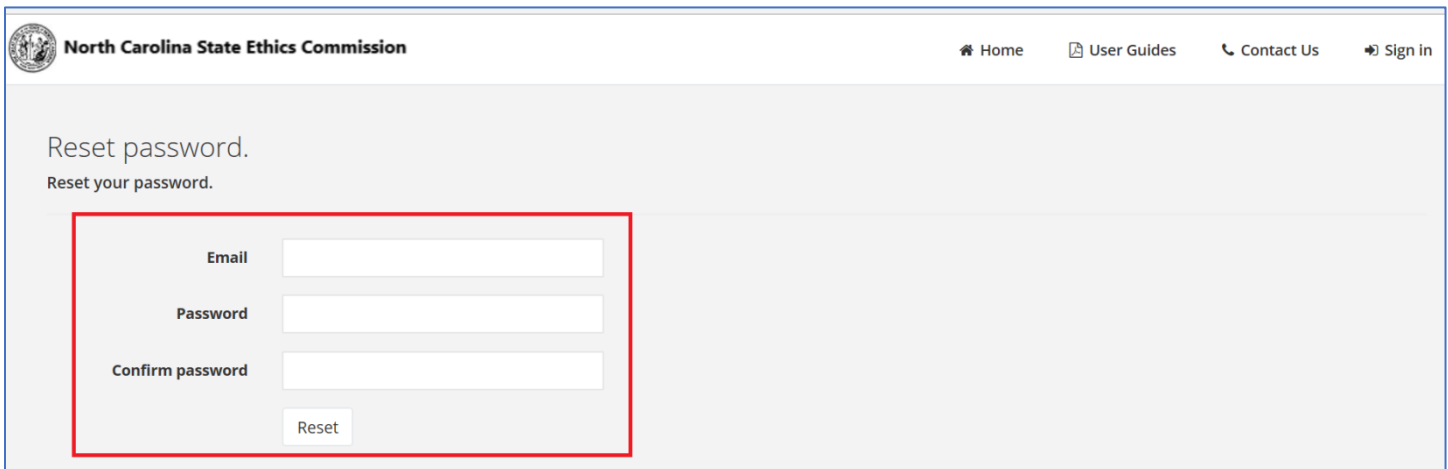 North Carolina State Ethics Commission
Home User Guides Contact Us Sign in
Reset password.
Reset your password.
Email
Password
Confirm password
Reset